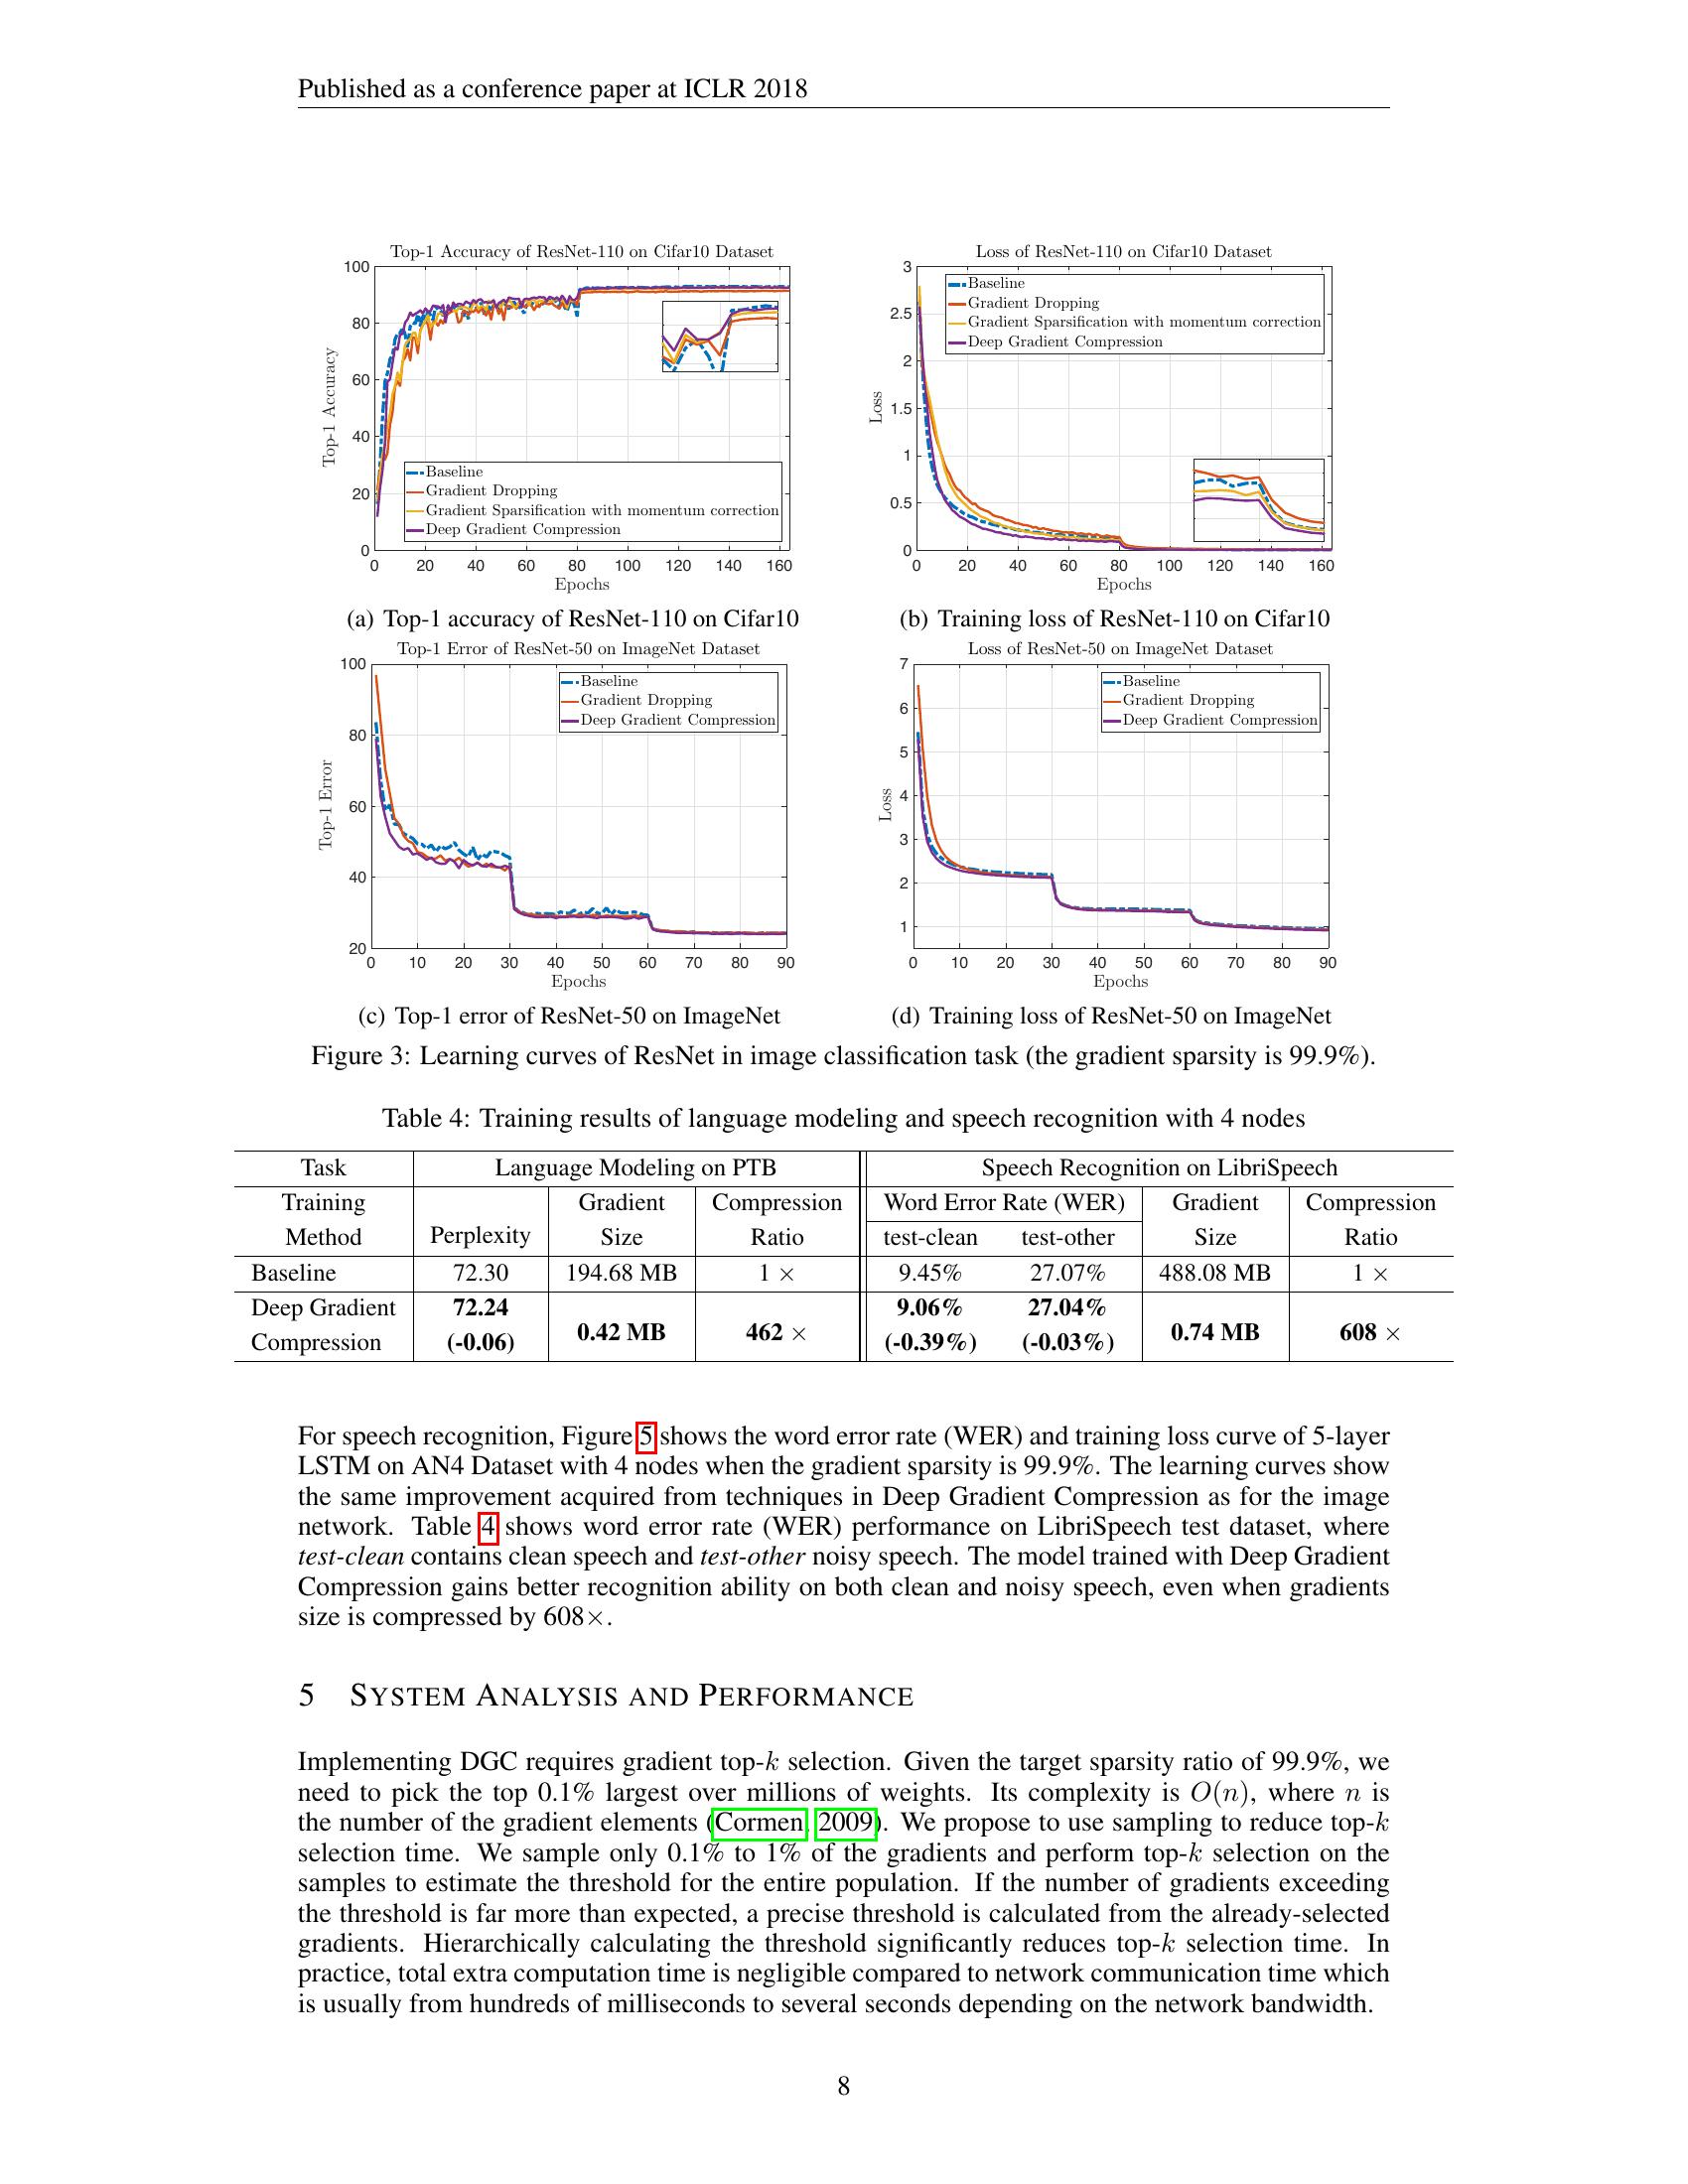 Published as a conference paper at ICLR 2018
Top-1 Accuracy of ResNet-110 on Cifar10 Dataset
Top-1 Accuracy
100
80
60
40
20
0
Baseline
Gradient Dropping
Gradient Sparsification with momentum correction
Deep Gradient Compression
0 20 40 60 80 100 120 140 160
Epochs
(a) Top-1 accuracy of ResNet-110 on Cifar10
Loss of ResNet-110 on Cifar10 Dataset
Loss
3
2.5
2
1.5
1
0.5
0
Baseline
Gradient Dropping
Gradient Sparsification with momentum correction
Deep Gradient Compression
0 20 40 60 80 100 120 140 160
Epochs
(b) Training loss of ResNet-110 on Cifar10
Top-1 Error of ResNet-50 on ImageNet Dataset
Top-1 Error
100
80
60
40
20
Baseline
Gradient Dropping
Deep Gradient Compression
0 10 20 30 40 50 60 70 80 90
Epochs
(c) Top-1 error of ResNet-50 on ImageNet
Loss of ResNet-50 on ImageNet Dataset
Loss
7
6
5
4
3
2
1
Baseline
Gradient Dropping
Deep Gradient Compression
0 10 20 30 40 50 60 70 80 90
Epochs
(d) Training loss of ResNet-50 on ImageNet
Figure 3: Learning curves of ResNet in image classification task (the gradient sparsity is 99.9%).
Table 4: Training results of language modeling and speech recognition with 4 nodes
Task Language Modeling on PTB Speech Recognition on LibriSpeech
Training Gradient Compression Word Error Rate (WER) Gradient Compression
Method Perplexity Size Ratio test-clean test-other Size Ratio
Baseline 72.30 194.68 MB 1 × 9.45% 27.07% 488.08 MB 1 ×
Deep Gradient 72.24 9.06% 27.04%
0.42 MB 462 × 0.74 MB 608 ×
Compression (-0.06) (-0.39%) (-0.03%)
For speech recognition, Figure 5 shows the word error rate (WER) and training loss curve of 5-layer
LSTM on AN4 Dataset with 4 nodes when the gradient sparsity is 99.9%. The learning curves show
the same improvement acquired from techniques in Deep Gradient Compression as for the image
network. Table 4 shows word error rate (WER) performance on LibriSpeech test dataset, where
test-clean contains clean speech and test-other noisy speech. The model trained with Deep Gradient
Compression gains better recognition ability on both clean and noisy speech, even when gradients
size is compressed by 608×.
5 SYSTEM ANALYSIS AND PERFORMANCE
Implementing DGC requires gradient top-k selection. Given the target sparsity ratio of 99.9%, we
need to pick the top 0.1% largest over millions of weights. Its complexity is O(n), where n is
the number of the gradient elements (Cormen, 2009). We propose to use sampling to reduce top-k
selection time. We sample only 0.1% to 1% of the gradients and perform top-k selection on the
samples to estimate the threshold for the entire population. If the number of gradients exceeding
the threshold is far more than expected, a precise threshold is calculated from the already-selected
gradients. Hierarchically calculating the threshold significantly reduces top-k selection time. In
practice, total extra computation time is negligible compared to network communication time which
is usually from hundreds of milliseconds to several seconds depending on the network bandwidth.
8